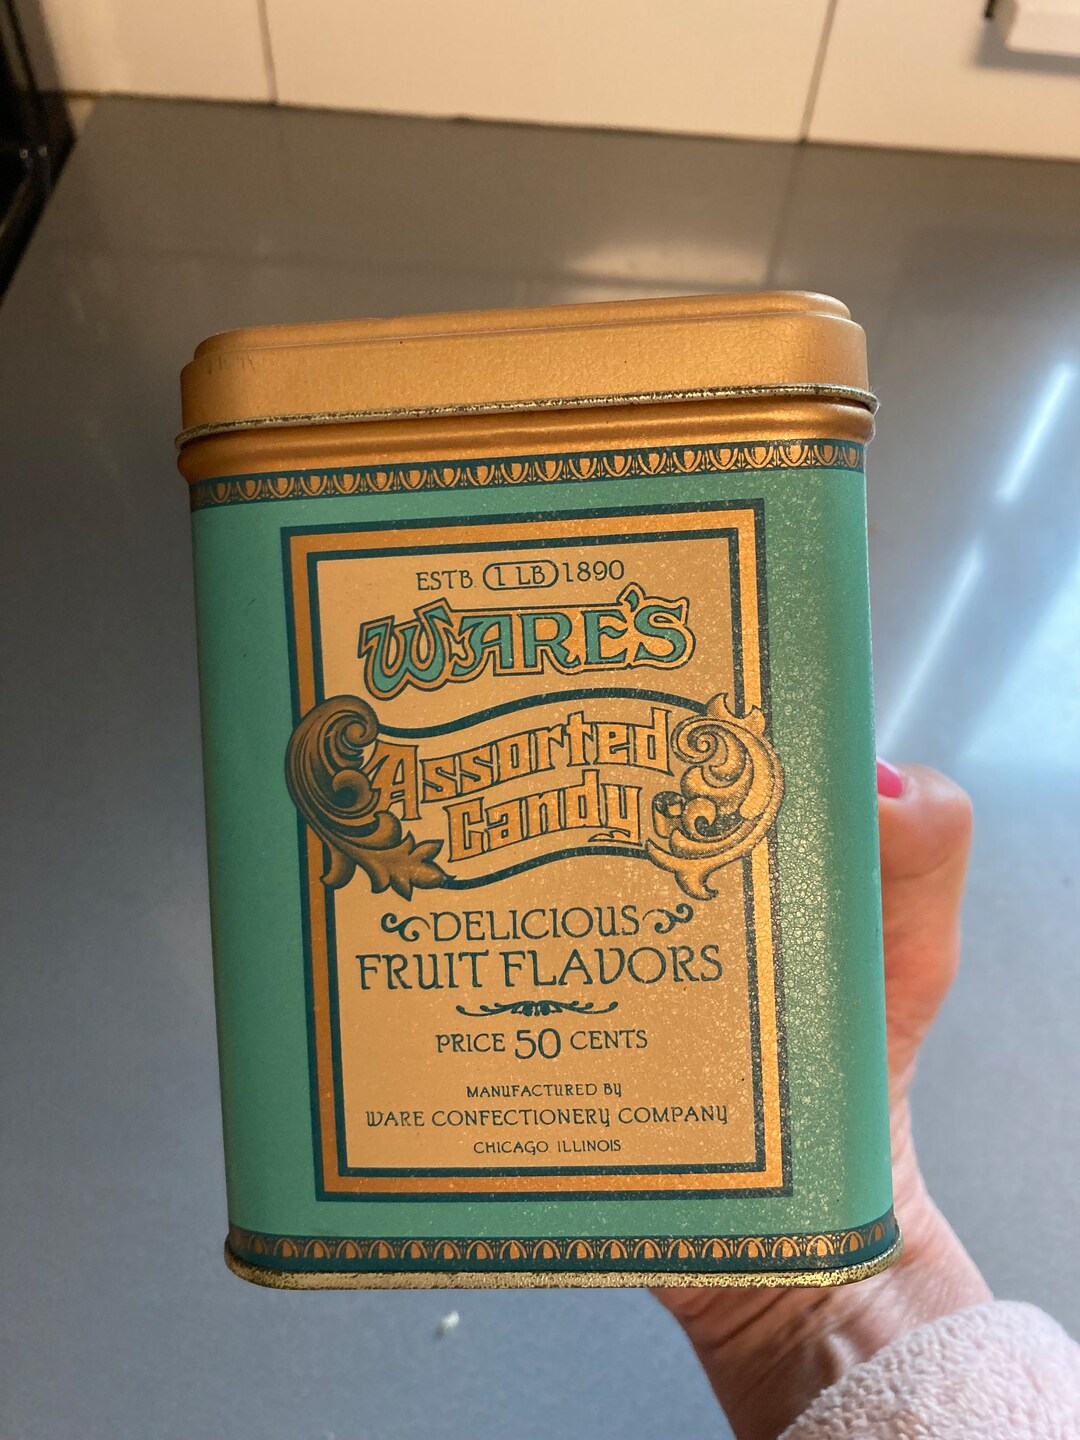 ESTB 1 LB 1890
WARE'S
Assorted
Candy
DELICIOUS
FRUIT FLAVORS
PRICE 50 CENTS
MANUFACTURED BY
WARE CONFECTIONERY COMPANY
CHICAGO ILLINOIS